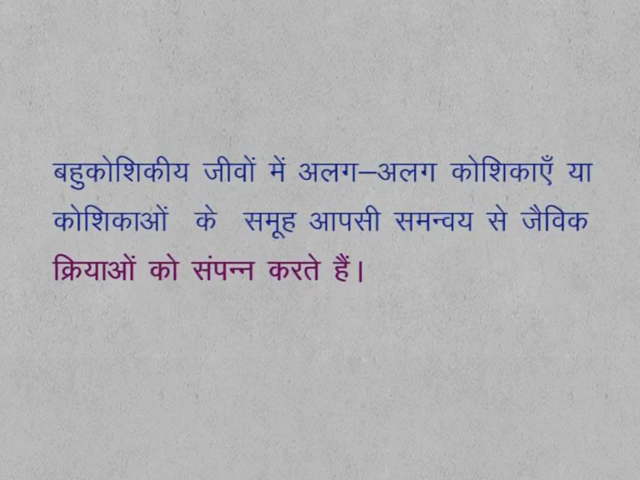 बहुकोशिकीय जीवों में अलग–अलग कोशिकाएँ या
कोशिकाओं के समूह आपसी समन्वय से जैविक
क्रियाओं को संपन्न करते हैं।